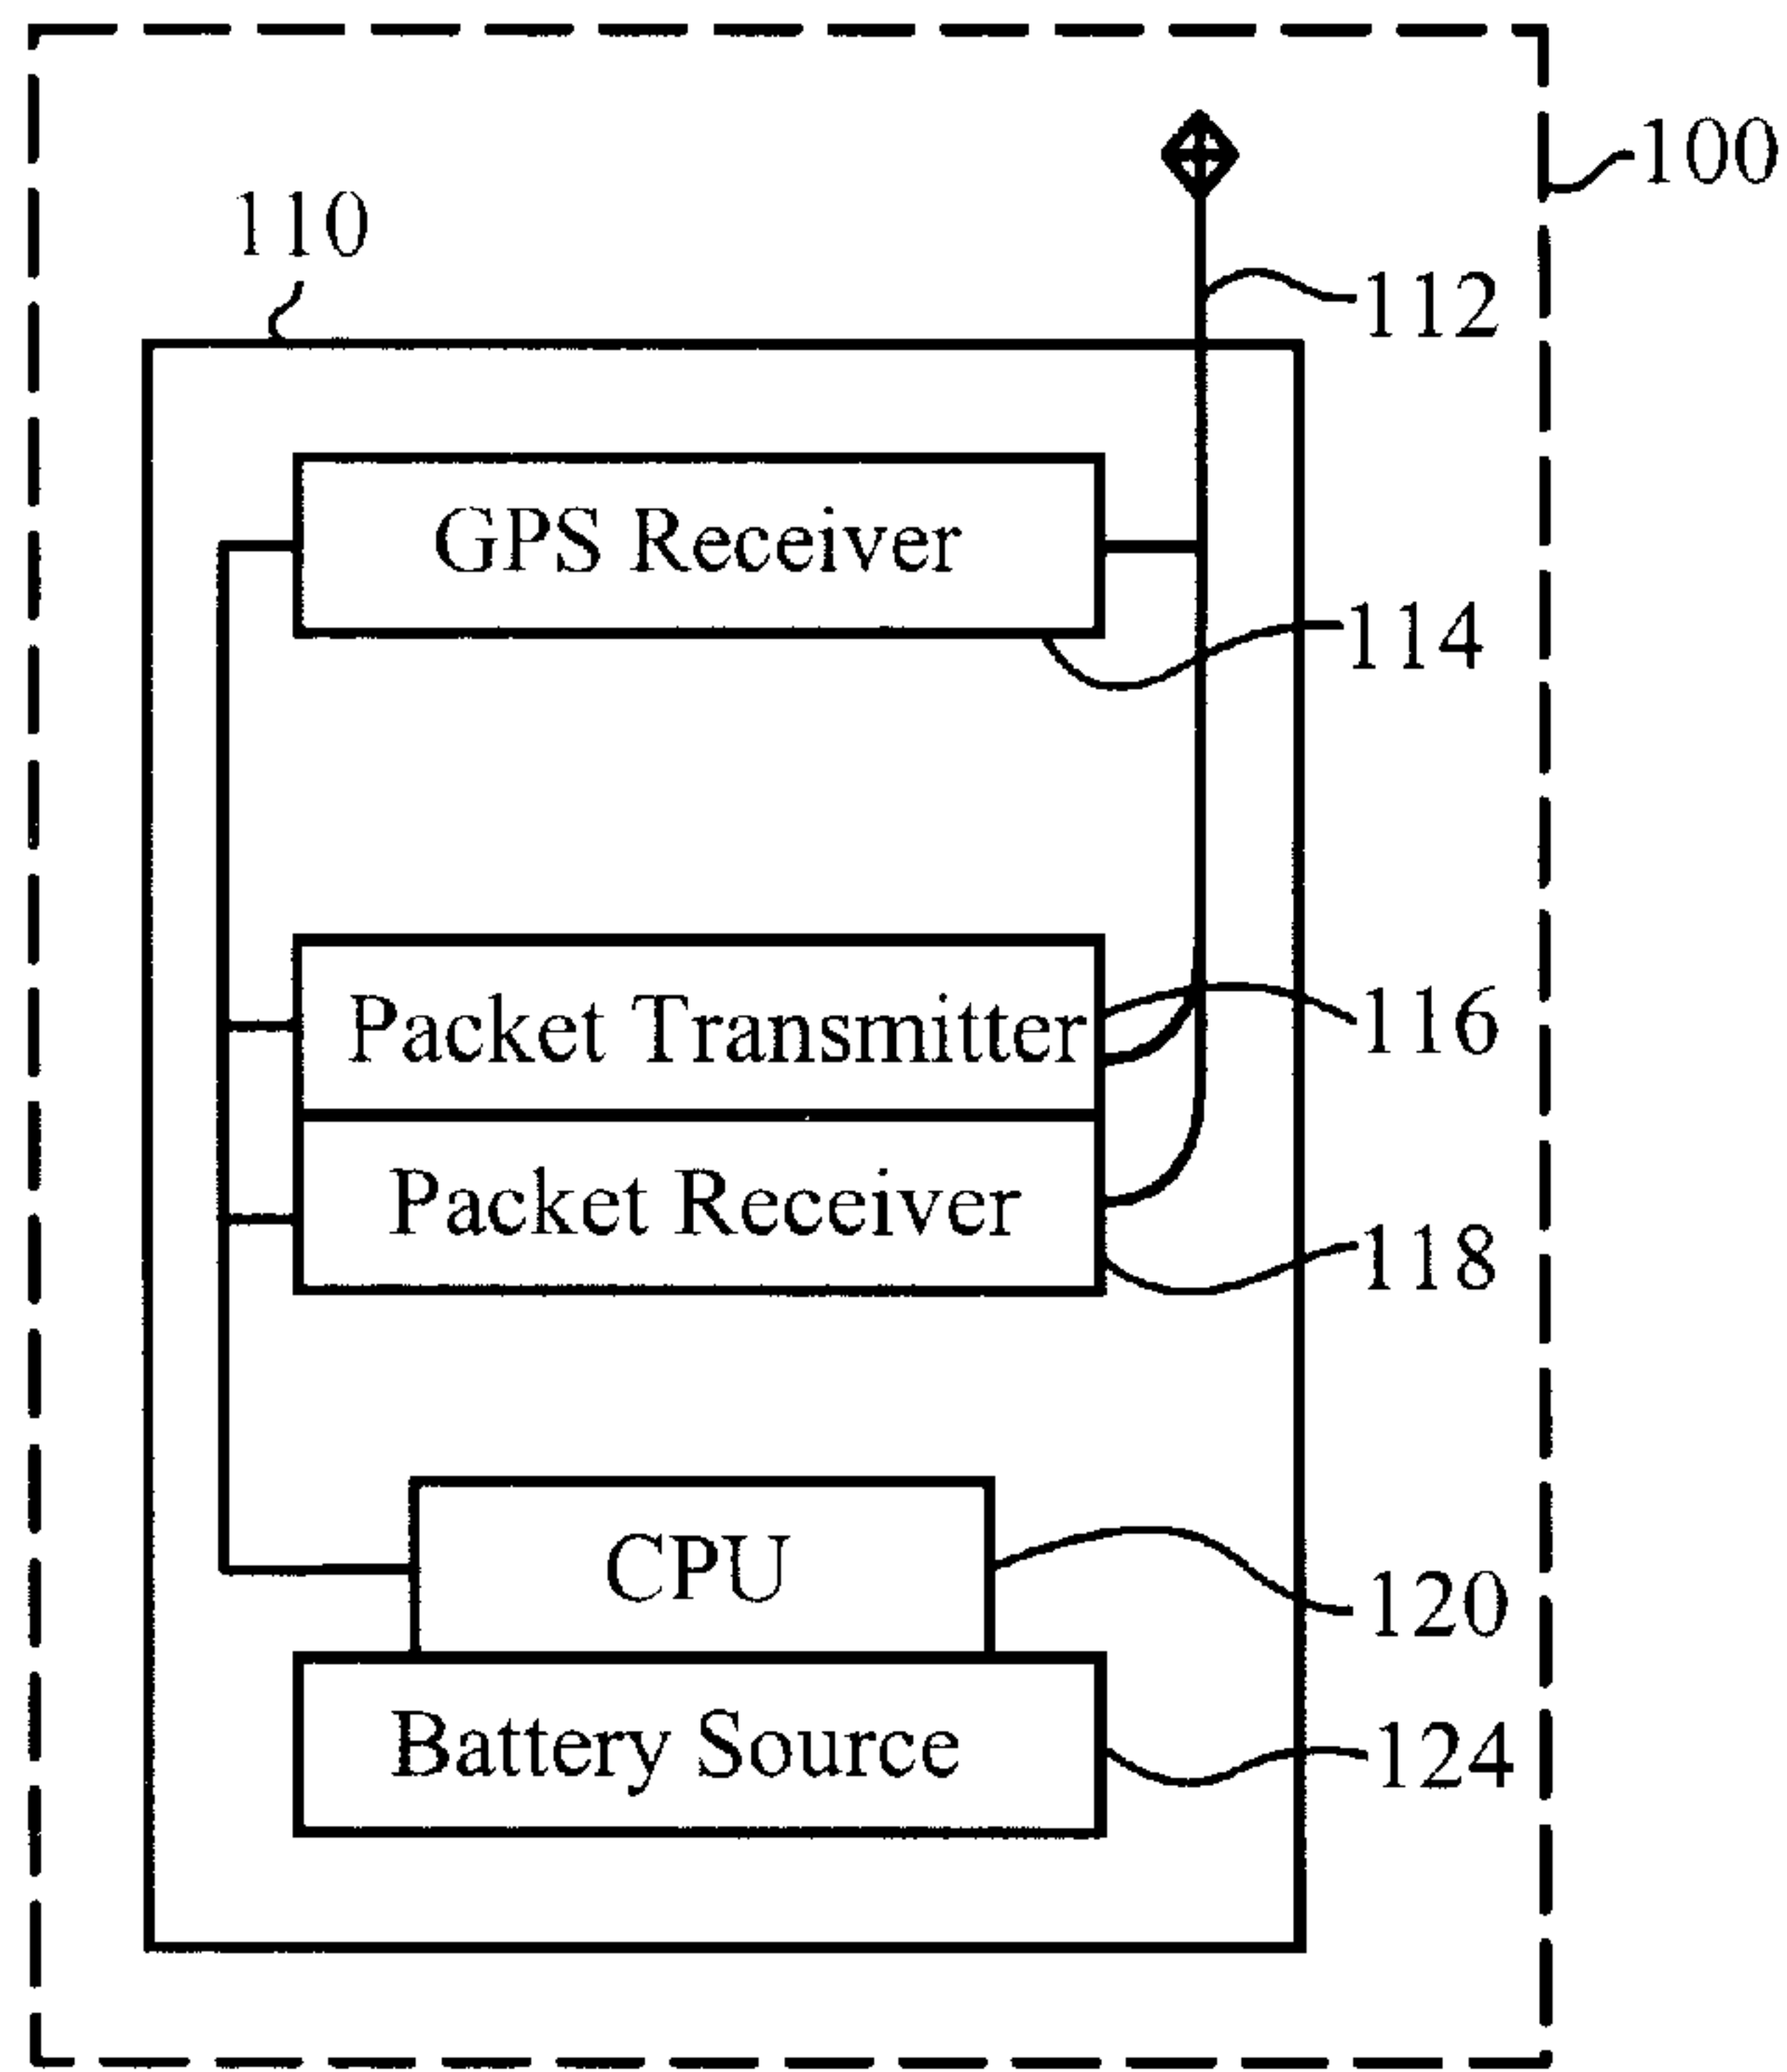 100
110
112
GPS Receiver
114
Packet Transmitter
116
Packet Receiver
118
CPU
120
Battery Source
124